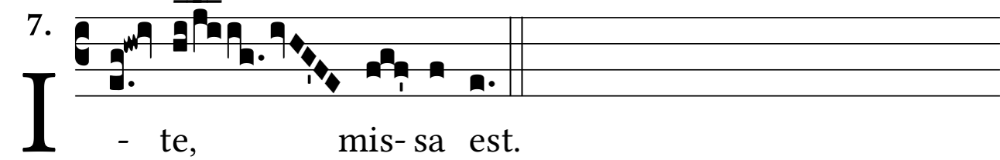 7.
I - te, mis- sa est.